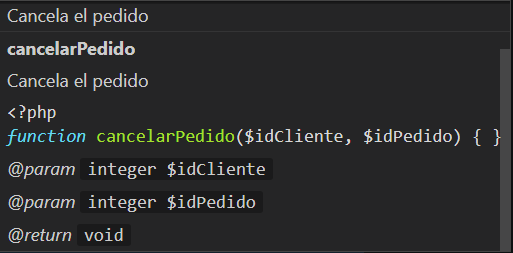 Cancela el pedido
cancelarPedido
Cancela el pedido
<?php
function cancelarPedido($idCliente, $idPedido) { }
@param integer $idCliente
@param integer $idPedido
@return void